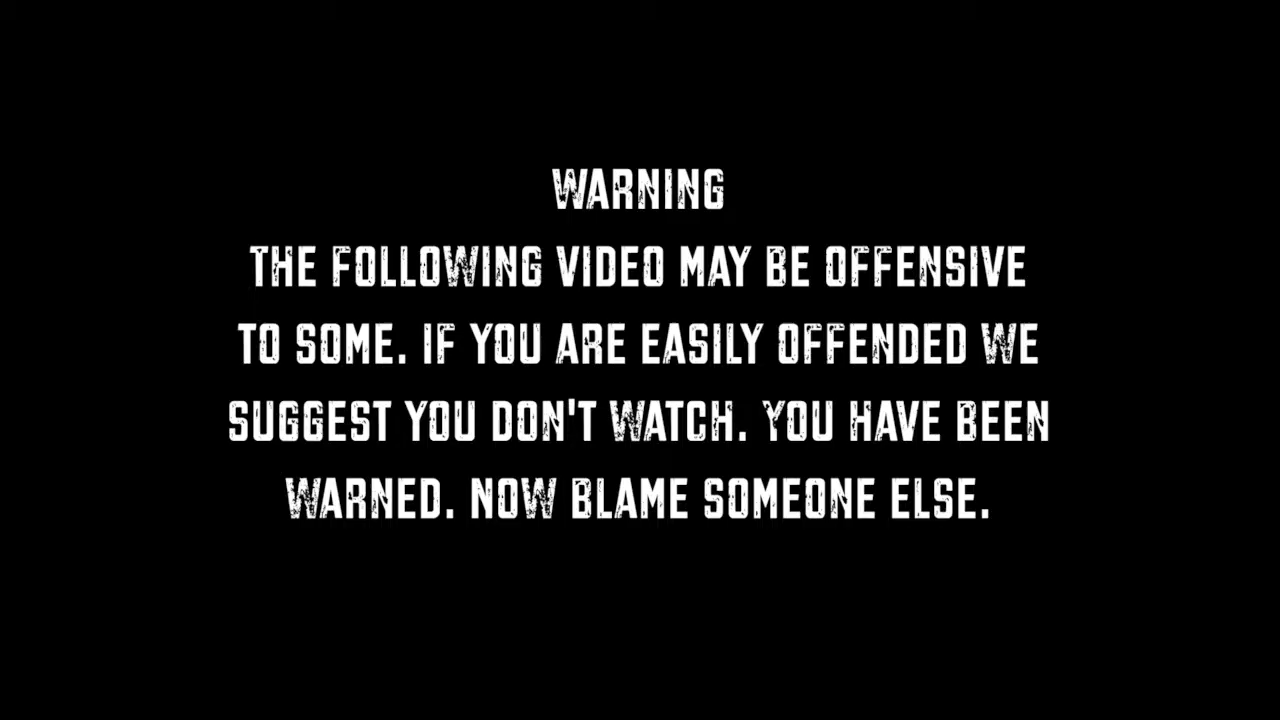 WARNING
THE FOLLOWING VIDEO MAY BE OFFENSIVE
TO SOME. IF YOU ARE EASILY OFFENDED WE
SUGGEST YOU DON'T WATCH. YOU HAVE BEEN
WARNED. NOW BLAME SOMEONE ELSE.